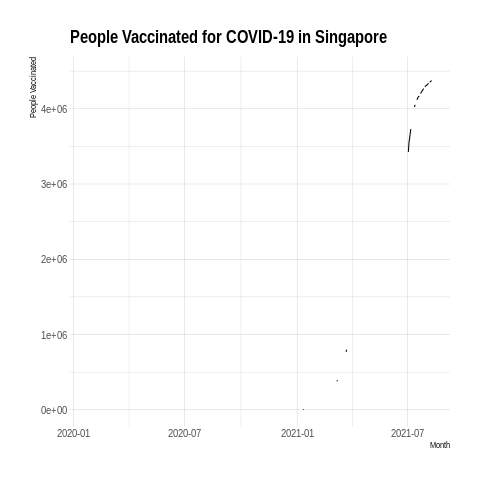 People Vaccinated for COVID-19 in Singapore
People Vaccinated
4e+06
3e+06
2e+06
1e+06
0e+00
2020-01 2020-07 2021-01 2021-07
Month